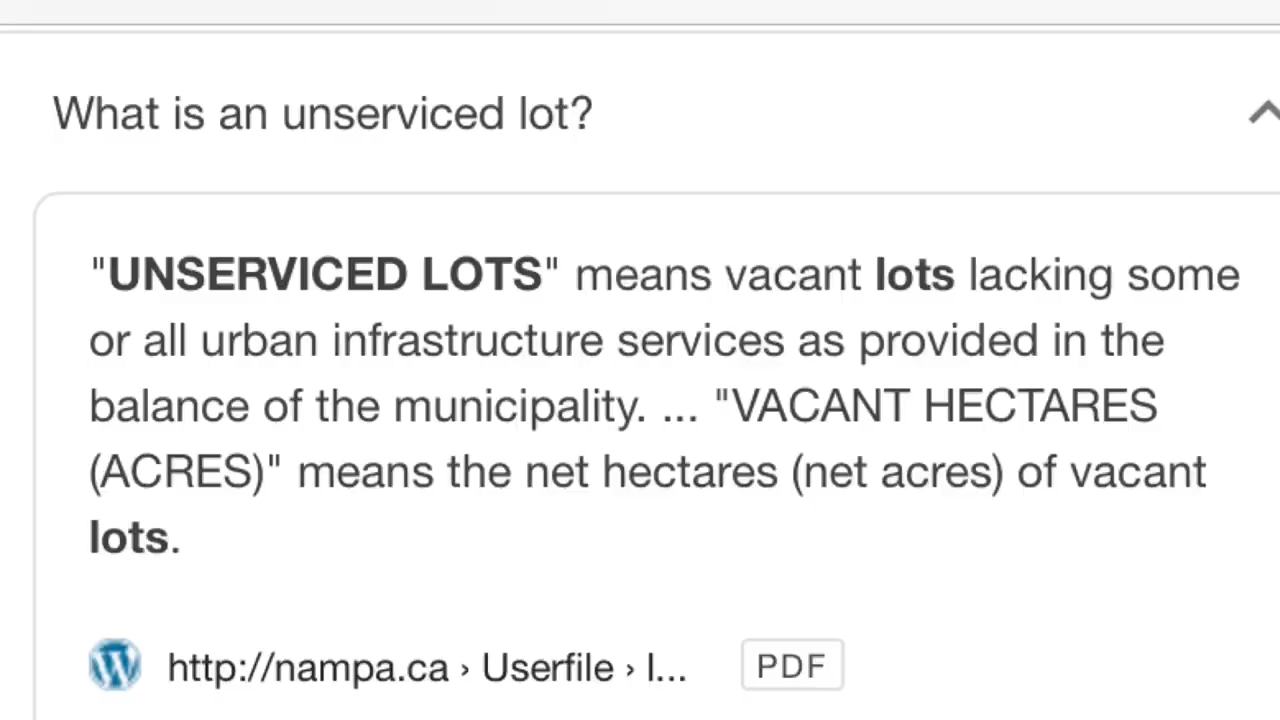 What is an unserviced lot?
"UNSERVICED LOTS" means vacant lots lacking some
or all urban infrastructure services as provided in the
balance of the municipality. ... "VACANT HECTARES
(ACRES)" means the net hectares (net acres) of vacant
lots.
http://nampa.ca › Userfile › I... PDF